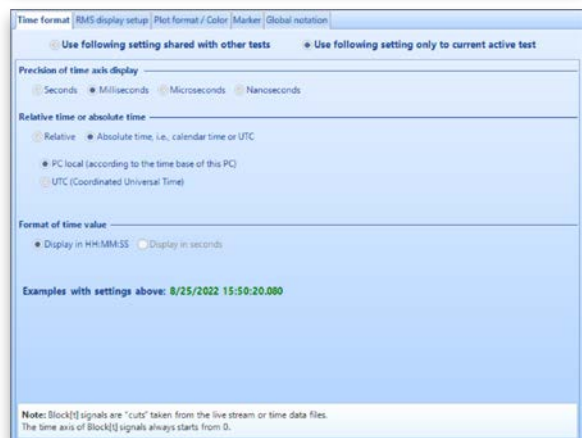 Time format RMS display setup Plot format / Color Marker Global notation
Use following setting shared with other tests Use following setting only to current active test
Precision of time axis display
Seconds Milliseconds Microseconds Nanoseconds
Relative time or absolute time
Relative Absolute time, i.e., calendar time or UTC
PC local (according to the time base of this PC)
UTC (Coordinated Universal Time)
Format of time value
Display in HH:MM:SS Display in seconds
Examples with settings above: 8/25/2022 15:50:20.080
Note: Block[t] signals are "cuts" taken from the live stream or time data files.
The time axis of Block[t] signals always starts from 0.